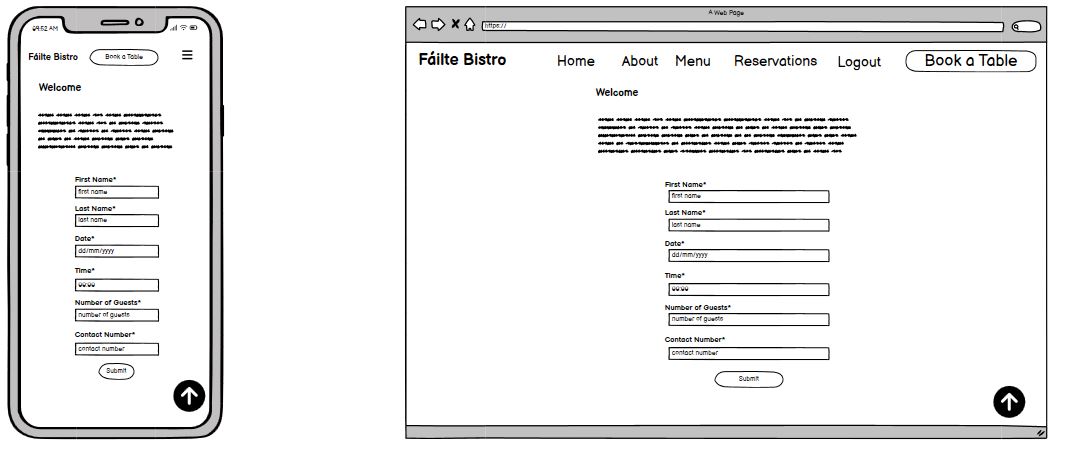 09:52 AM
Fáilte Bistro
Book a Table
Welcome
First Name*
first name
Last Name*
last name
Date*
dd/mm/yyyy
Time*
00:00
Number of Guests*
number of guests
Contact Number*
contact number
Submit
A Web Page
https://
Fáilte Bistro Home About Menu Reservations Logout Book a Table
Welcome
First Name*
first name
Last Name*
last name
Date*
dd/mm/yyyy
Time*
00:00
Number of Guests*
number of guests
Contact Number*
contact number
Submit